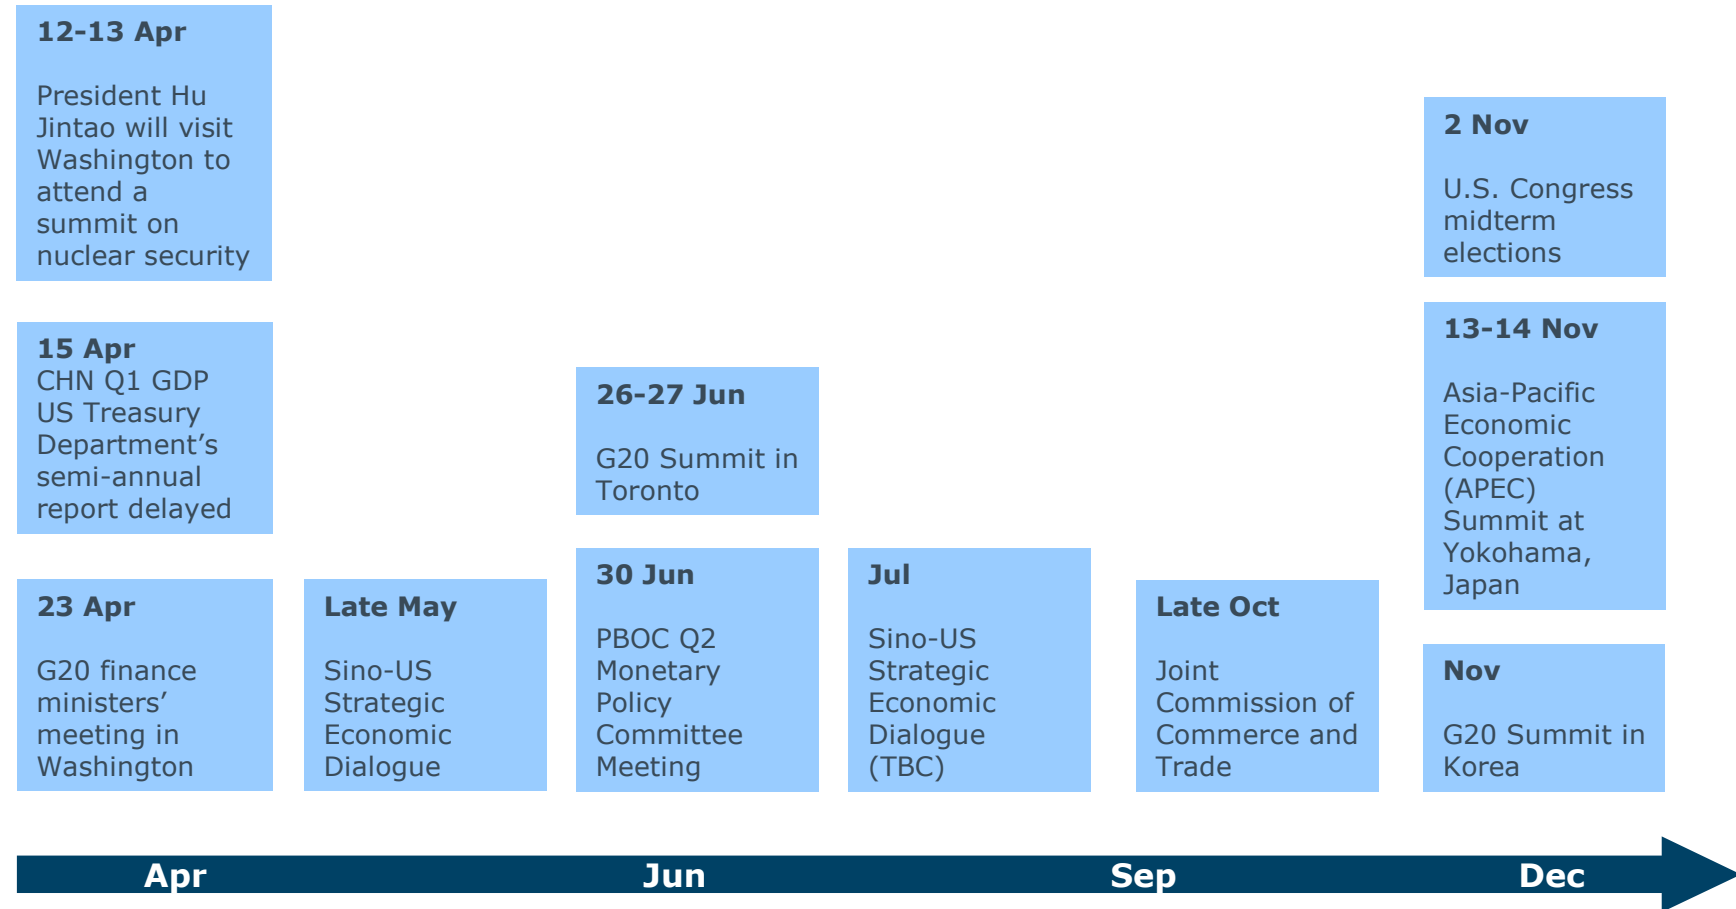 12-13 Apr
President Hu
Jintao will visit
Washington to
attend a
summit on
nuclear security
15 Apr
CHN Q1 GDP
US Treasury
Department’s
semi-annual
report delayed
23 Apr
G20 finance
ministers’
meeting in
Washington
Late May
Sino-US
Strategic
Economic
Dialogue
26-27 Jun
G20 Summit in
Toronto
30 Jun
PBOC Q2
Monetary
Policy
Committee
Meeting
Jul
Sino-US
Strategic
Economic
Dialogue
(TBC)
Late Oct
Joint
Commission of
Commerce and
Trade
2 Nov
U.S. Congress
midterm
elections
13-14 Nov
Asia-Pacific
Economic
Cooperation
(APEC)
Summit at
Yokohama,
Japan
Nov
G20 Summit in
Korea
Apr
Jun
Sep
Dec